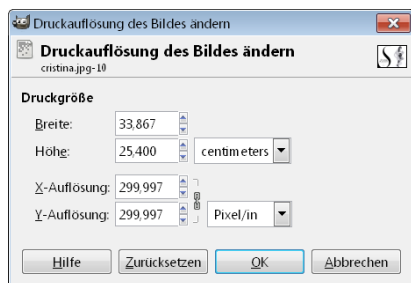 Druckauflösung des Bildes ändern
Druckauflösung des Bildes ändern
cristina.jpg-10
Druckgröße
Breite: 33,867
Höhe: 25,400 centimeters
X-Auflösung: 299,997
Y-Auflösung: 299,997 Pixel/in
Hilfe Zurücksetzen OK Abbrechen